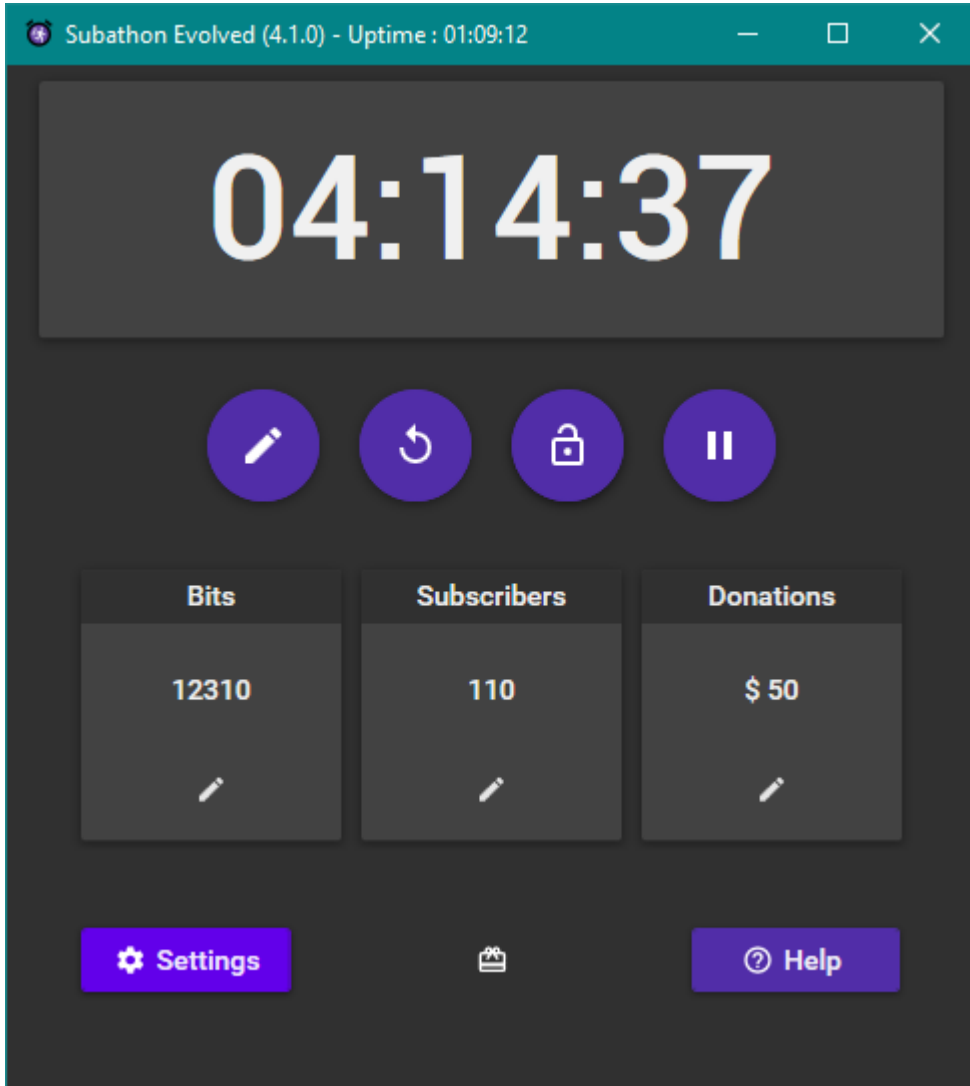 Subathon Evolved (4.1.0) - Uptime : 01:09:12
04:14:37
Bits
Subscribers
Donations
12310
110
$ 50
Settings
Help